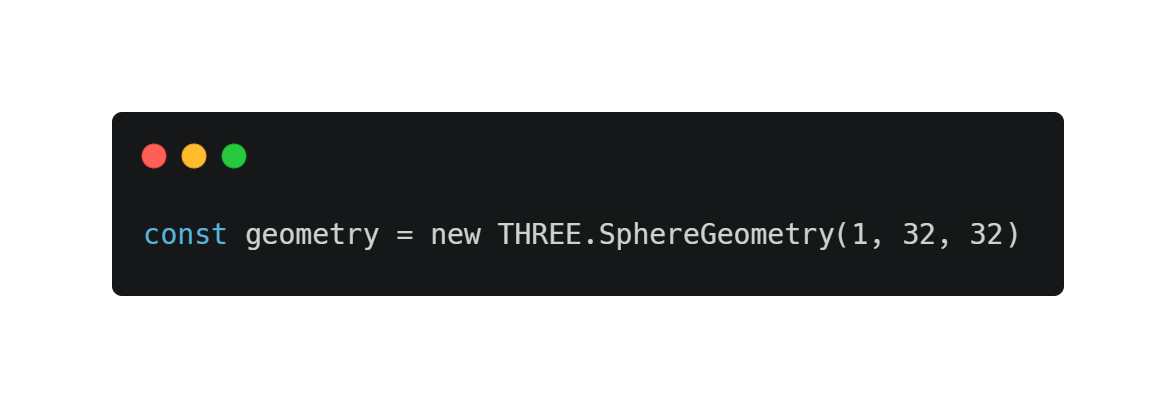 const geometry = new THREE.SphereGeometry(1, 32, 32)